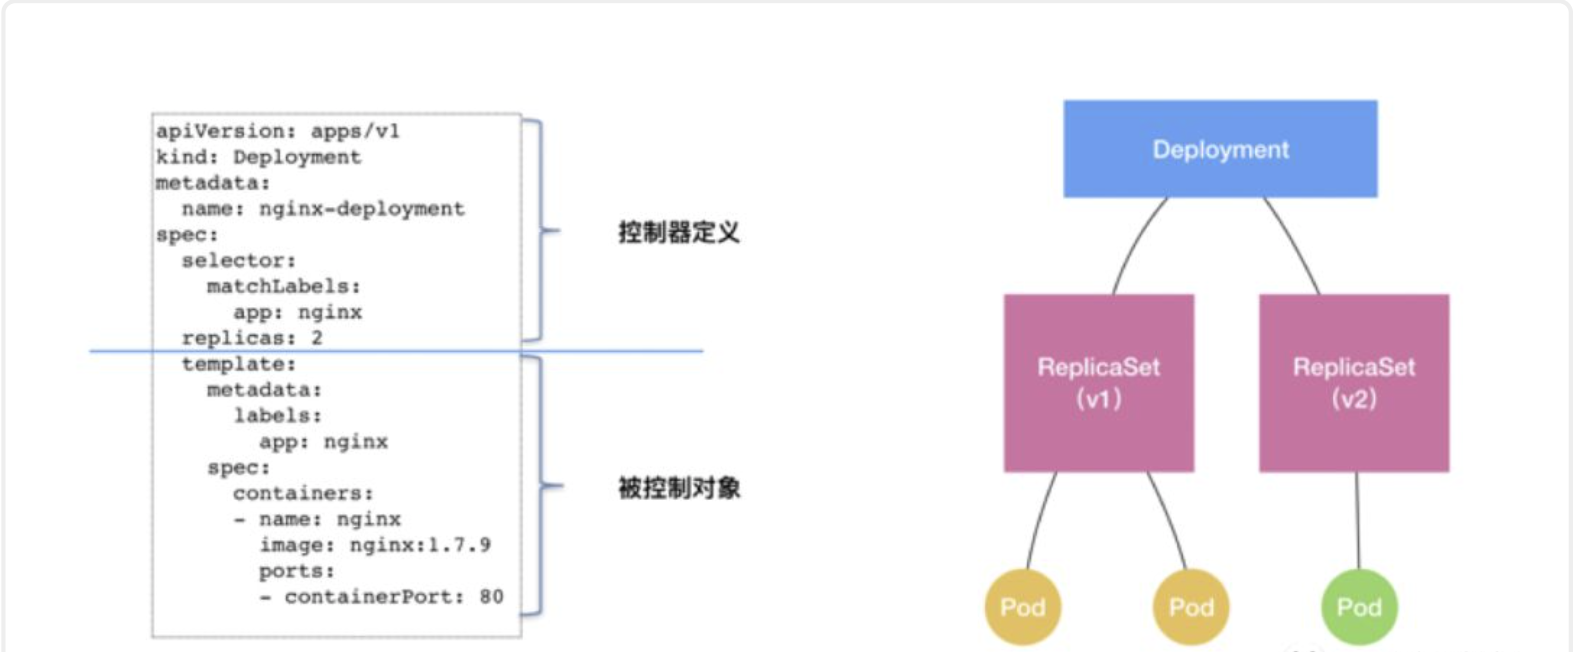 apiVersion: apps/v1
kind: Deployment
metadata:
  name: nginx-deployment
spec:
  selector:
    matchLabels:
      app: nginx
  replicas: 2
  template:
    metadata:
      labels:
        app: nginx
    spec:
      containers:
      - name: nginx
        image: nginx:1.7.9
        ports:
        - containerPort: 80
控制器定义
被控制对象
Deployment
ReplicaSet
(v1)
ReplicaSet
(v2)
Pod
Pod
Pod